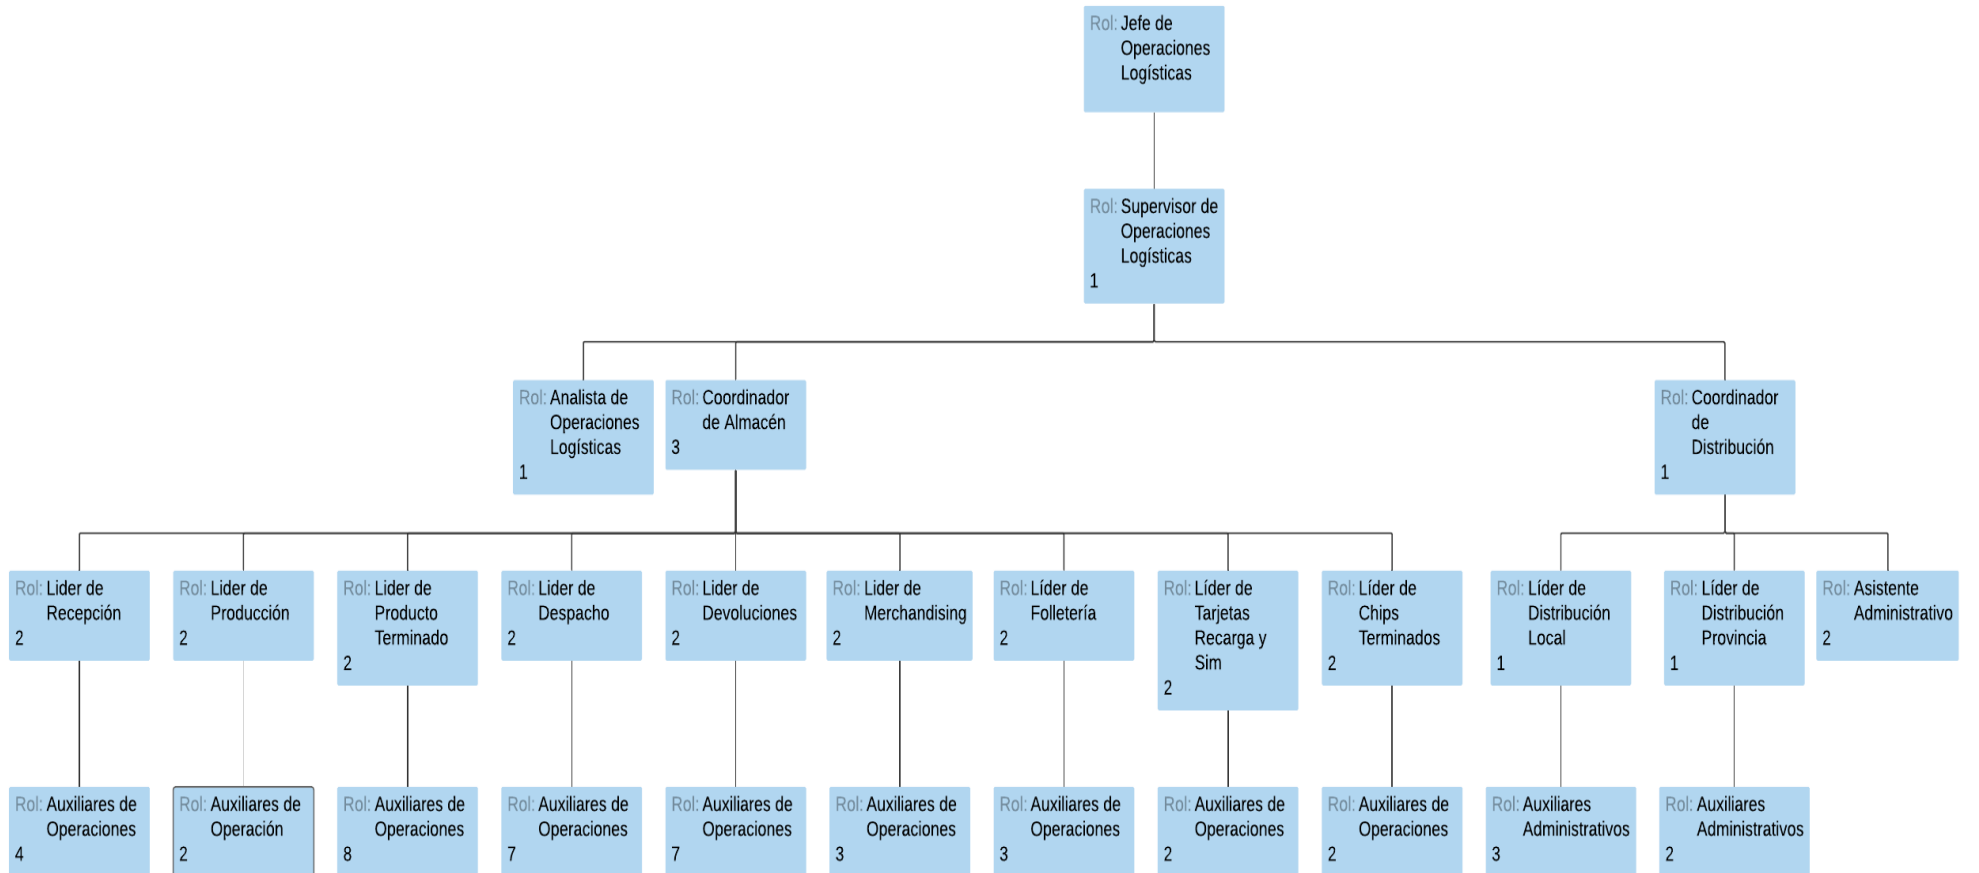 Rol: Jefe de
Operaciones
Logísticas
Rol: Supervisor de
Operaciones
Logísticas
1
Rol: Analista de
Operaciones
Logísticas
1
Rol: Coordinador
de Almacén
3
Rol: Coordinador
de
Distribución
1
Rol: Lider de
Recepción
2
Rol: Lider de
Producción
2
Rol: Lider de
Producto
Terminado
2
Rol: Lider de
Despacho
2
Rol: Lider de
Devoluciones
2
Rol: Lider de
Merchandising
2
Rol: Líder de
Folletería
2
Rol: Líder de
Tarjetas
Recarga y
Sim
2
Rol: Líder de
Chips
Terminados
2
Rol: Líder de
Distribución
Local
1
Rol: Líder de
Distribución
Provincia
1
Rol: Asistente
Administrativo
2
Rol: Auxiliares de
Operaciones
4
Rol: Auxiliares de
Operación
2
Rol: Auxiliares de
Operaciones
8
Rol: Auxiliares de
Operaciones
7
Rol: Auxiliares de
Operaciones
7
Rol: Auxiliares de
Operaciones
3
Rol: Auxiliares de
Operaciones
3
Rol: Auxiliares de
Operaciones
2
Rol: Auxiliares de
Operaciones
2
Rol: Auxiliares
Administrativos
3
Rol: Auxiliares
Administrativos
2